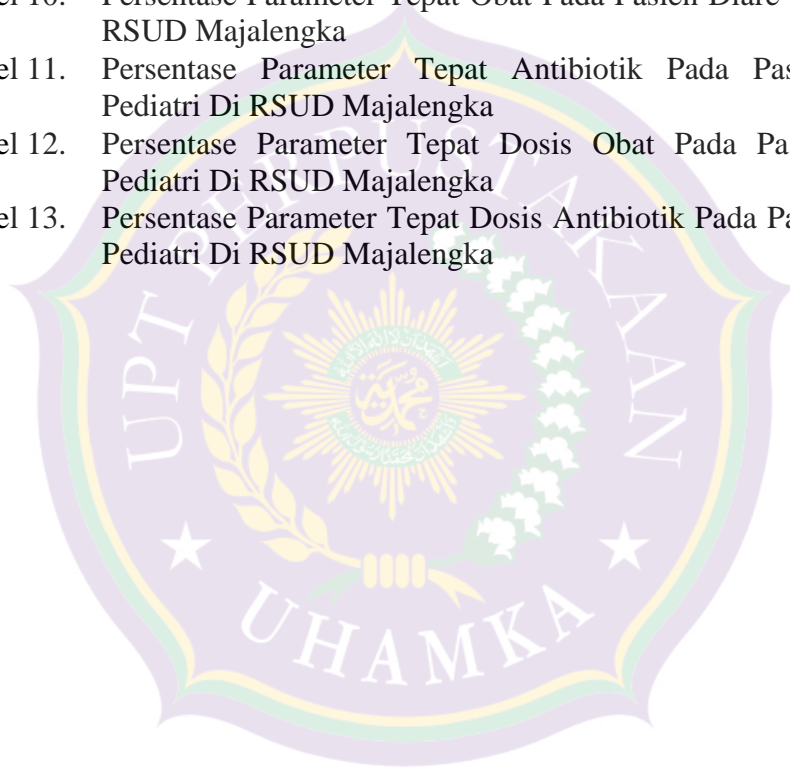 el 10. Persentase Parameter Tepat Obat Pada Pasien Diare
RSUD Majalengka
el 11. Persentase Parameter Tepat Antibiotik Pada Pas
Pediatri Di RSUD Majalengka
el 12. Persentase Parameter Tepat Dosis Obat Pada Pa
Pediatri Di RSUD Majalengka
el 13. Persentase Parameter Tepat Dosis Antibiotik Pada Pa
Pediatri Di RSUD Majalengka
UPT PERPUSTAKAAN
محمدية
UHAMKA